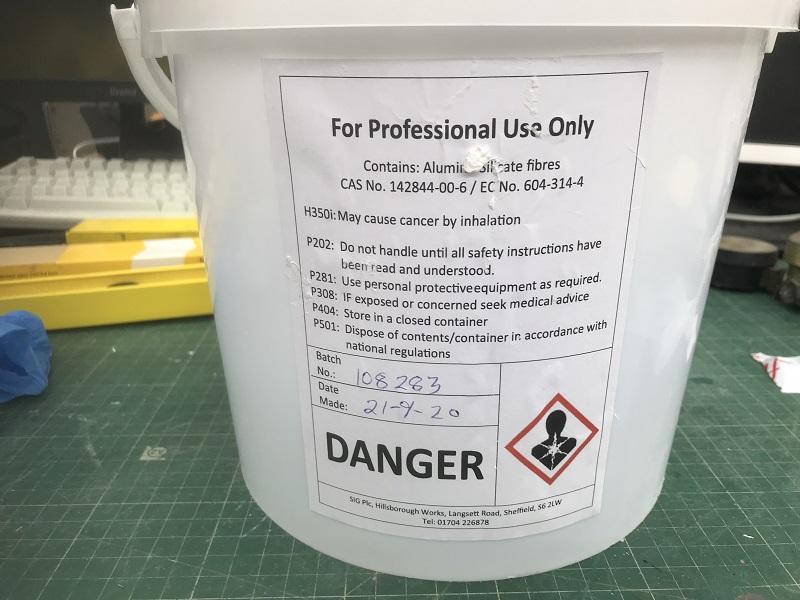 For Professional Use Only
Contains: Alumina Silicate fibres
CAS No. 142844-00-6 / EC No. 604-314-4
H350i: May cause cancer by inhalation
P202: Do not handle until all safety instructions have
been read and understood.
P281: Use personal protective equipment as required.
P308: IF exposed or concerned seek medical advice
P404: Store in a closed container
P501: Dispose of contents/container in accordance with
national regulations
Batch
No.: 108283
Date
Made: 21-9-20
DANGER
SIG Plc, Hillsborough Works, Langsett Road, Sheffield, S6 2LW
Tel: 01704 226878